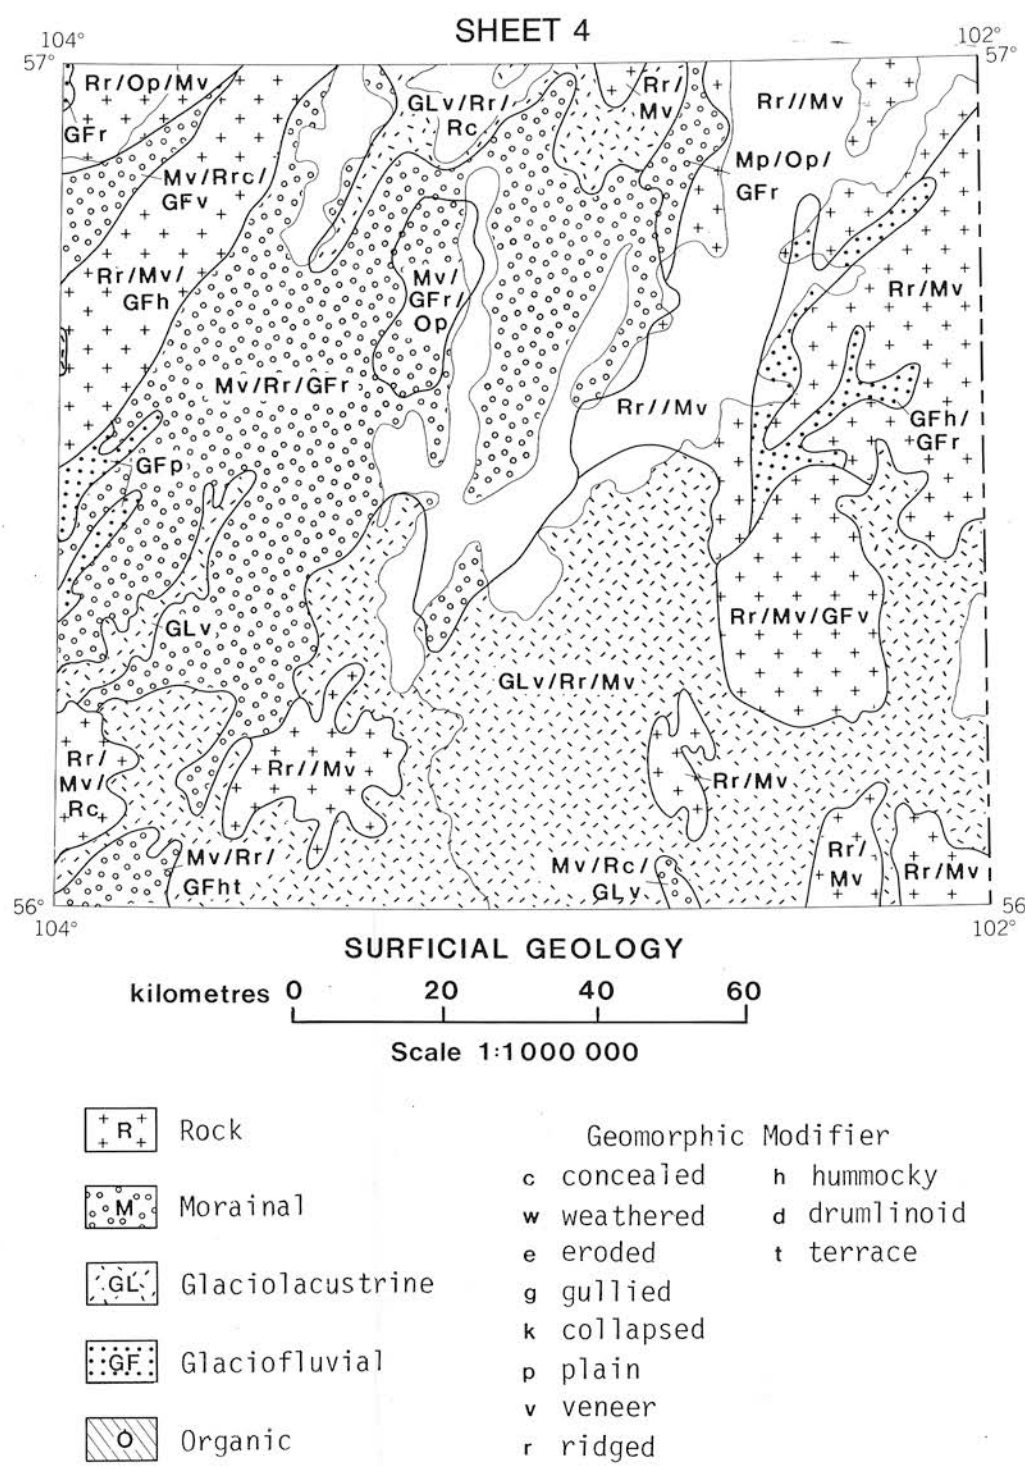 SHEET 4
104°
102°
57°
57°
Rr/Op/Mv
GFr
GLv/Rr/
Rc
Rr/
Mv
Rr//Mv
Mp/Op/
GFr
Mv/Rrc/
GFv
Rr/Mv/
GFh
Mv/
GFr/
Op
Rr/Mv
Mv/Rr/GFr
Rr//Mv
GFh/
GFr
GFp
GLv
Rr/Mv/GFv
GLv/Rr/Mv
Rr/
Mv/
Rc
Rr//Mv
Rr/Mv
Mv/Rr/
GFht
Mv/Rc/
GLv
Rr/
Mv
Rr/Mv
56°
56
104°
102°
SURFICIAL GEOLOGY
kilometres 0 20 40 60
Scale 1:1000 000
R Rock
M Morainal
GL Glaciolacustrine
GF Glaciofluvial
O Organic
Geomorphic Modifier
c concealed
w weathered
e eroded
g gullied
k collapsed
p plain
v veneer
r ridged
h hummocky
d drumlinoid
t terrace